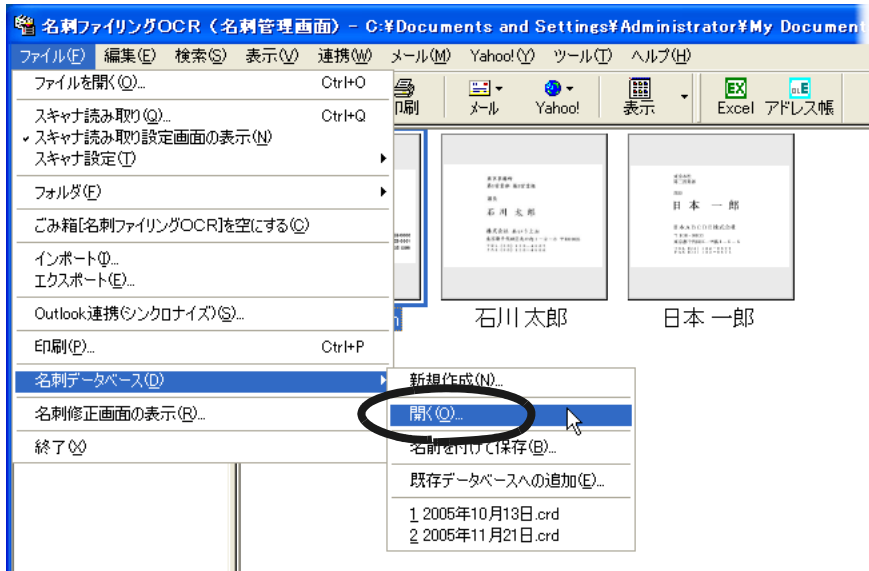 名刺ファイリングOCR（名刺管理画面）- C:¥Documents and Settings¥Administrator¥My Document
ファイル(F) 編集(E) 検索(S) 表示(V) 連携(W) メール(M) Yahoo!(Y) ツール(T) ヘルプ(H)
印刷 メール Yahoo! 表示 Excel アドレス帳
ファイルを開く(O)... Ctrl+O
スキャナ読み取り(Q)... Ctrl+Q
スキャナ読み取り設定画面の表示(N)
スキャナ設定(T)
フォルダ(F)
ごみ箱[名刺ファイリングOCR]を空にする(C)
インポート(I)...
エクスポート(E)...
Outlook連携(シンクロナイズ)(S)...
印刷(P)... Ctrl+P
名刺データベース(D)
名刺修正画面の表示(R)...
終了(X)
石川 太郎
日本 一郎
石川 太郎
日本 一郎
新規作成(N)...
開く(O)...
名前を付けて保存(B)...
既存データベースへの追加(E)...
1 2005年10月13日.crd
2 2005年11月21日.crd